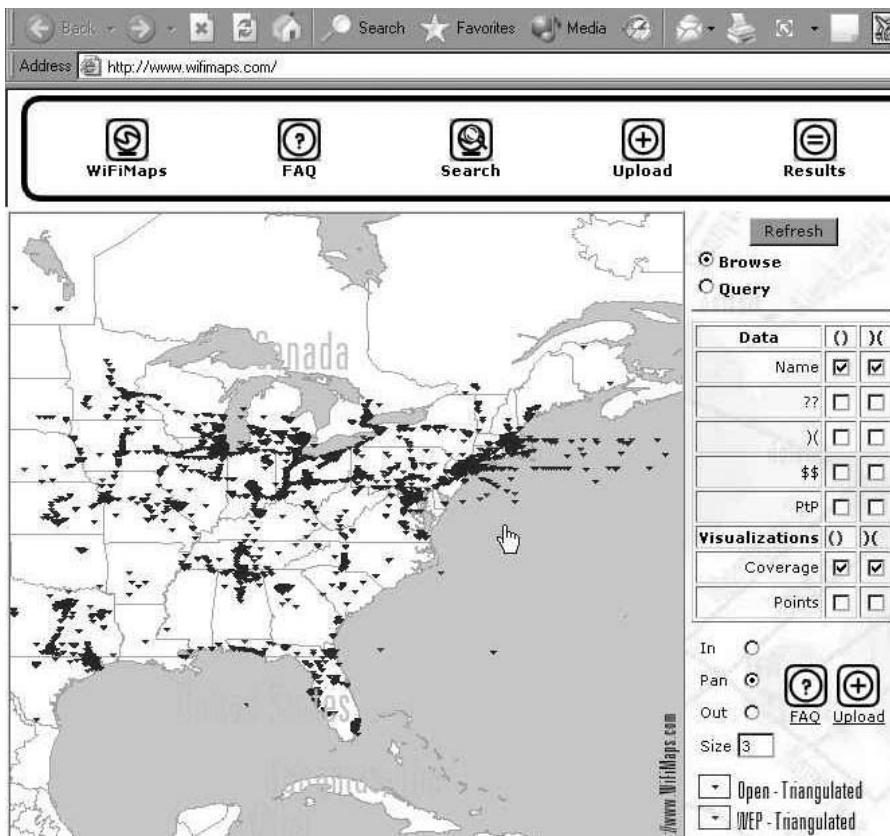 Back Search Favorites Media
Address http://www.wifimaps.com/
WiFiMaps FAQ Search Upload Results
Refresh
Browse
Query
Data () )(
Name
??
)(
$$
PtP
Visualizations () )(
Coverage
Points
Canada
United States
In
Pan
Out
FAQ Upload
Size 3
://www.WiFiMaps.com
Open - Triangulated
WEP - Triangulated